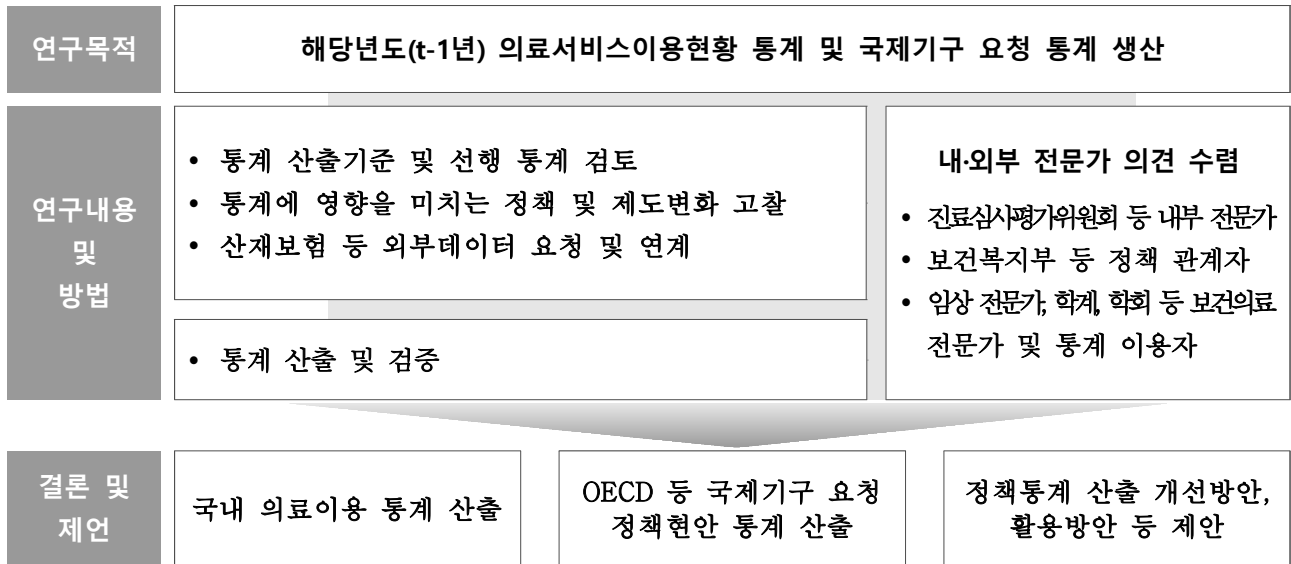 연구목적
해당년도(t-1년) 의료서비스이용현황 통계 및 국제기구 요청 통계 생산
연구내용
및
방법
• 통계 산출기준 및 선행 통계 검토
• 통계에 영향을 미치는 정책 및 제도변화 고찰
• 산재보험 등 외부데이터 요청 및 연계
• 통계 산출 및 검증
내·외부 전문가 의견 수렴
• 진료심사평가위원회 등 내부 전문가
• 보건복지부 등 정책 관계자
• 임상 전문가, 학계, 학회 등 보건의료
전문가 및 통계 이용자
결론 및
제언
국내 의료이용 통계 산출
OECD 등 국제기구 요청
정책현안 통계 산출
정책통계 산출 개선방안,
활용방안 등 제안